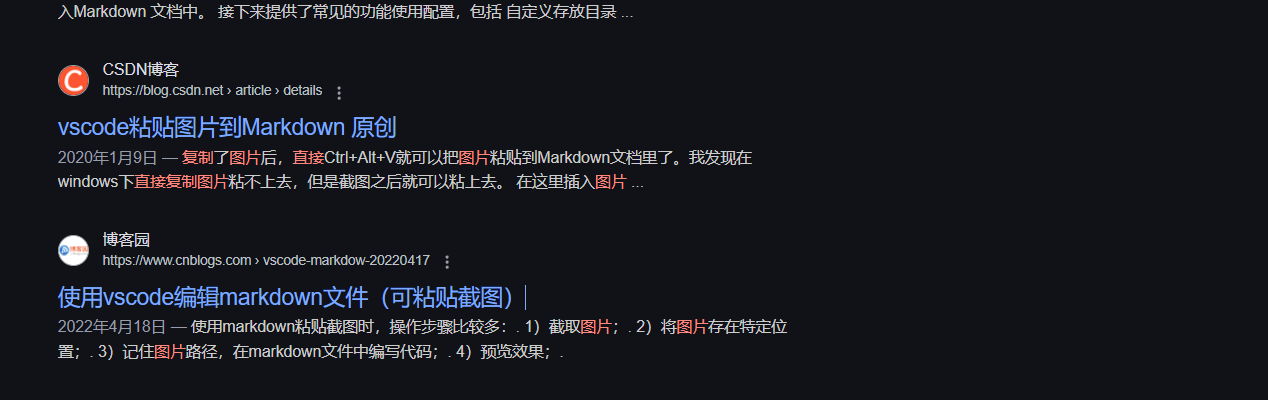 入Markdown 文档中。 接下来提供了常见的功能使用配置，包括 自定义存放目录 ...
CSDN博客
https://blog.csdn.net › article › details
vscode粘贴图片到Markdown 原创
2020年1月9日 — 复制了图片后，直接Ctrl+Alt+V就可以把图片粘贴到Markdown文档里了。我发现在
windows下直接复制图片粘不上去，但是截图之后就可以粘上去。 在这里插入图片 ...
博客园
https://www.cnblogs.com › vscode-markdow-20220417
使用vscode编辑markdown文件（可粘贴截图）|
2022年4月18日 — 使用markdown粘贴截图时，操作步骤比较多：. 1）截取图片；. 2）将图片存在特定位
置；. 3）记住图片路径，在markdown文件中编写代码；. 4）预览效果；.